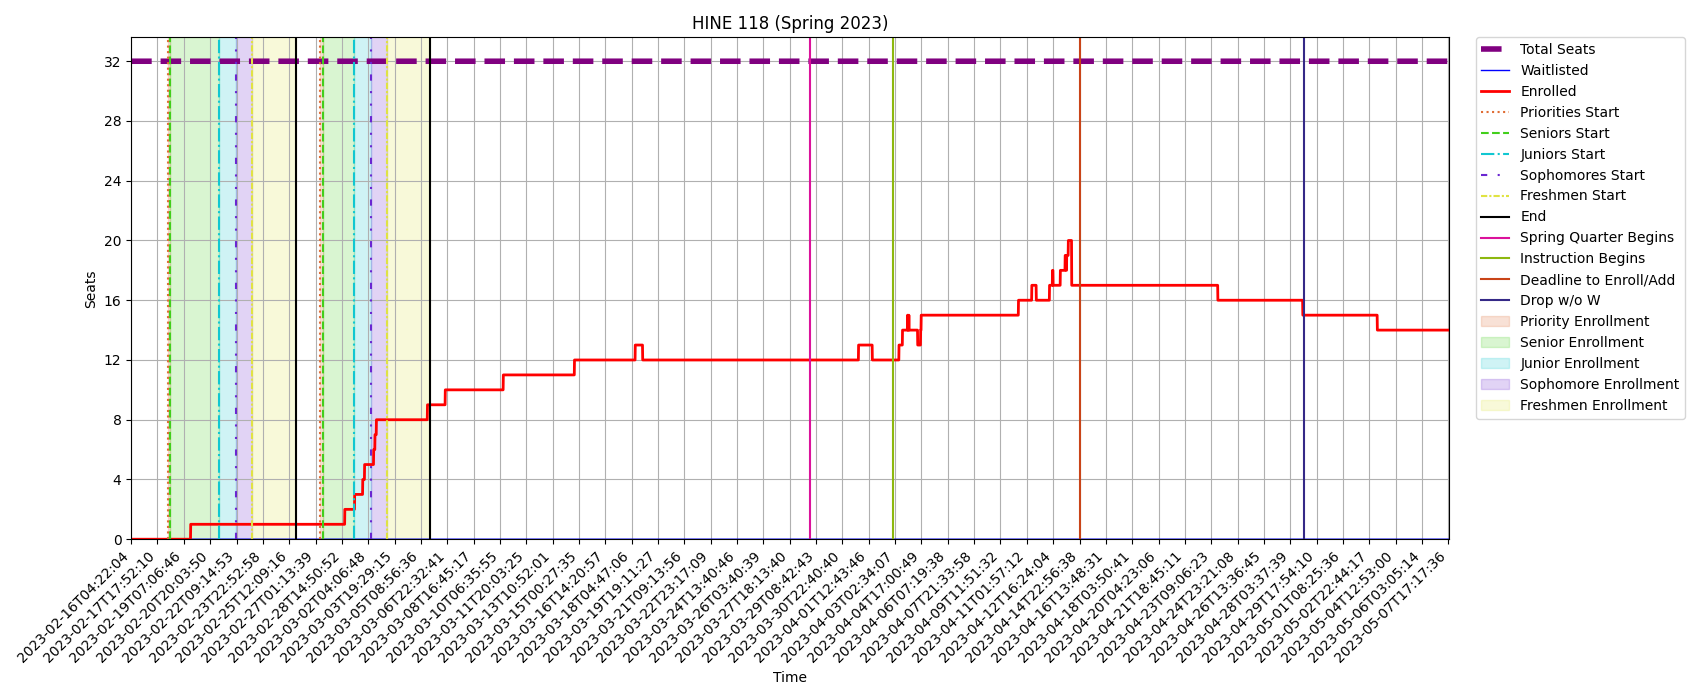 HINE 118 (Spring 2023)
Seats
32
28
24
20
16
12
8
4
0
2023-02-16T04:22:04
2023-02-17T17:52:10
2023-02-19T07:06:46
2023-02-20T20:03:50
2023-02-22T09:14:53
2023-02-23T22:52:58
2023-02-25T12:09:16
2023-02-27T01:13:39
2023-02-28T14:50:52
2023-03-02T04:06:48
2023-03-03T19:29:15
2023-03-05T08:56:36
2023-03-06T22:32:41
2023-03-08T16:45:17
2023-03-10T06:35:55
2023-03-11T20:03:25
2023-03-13T10:52:01
2023-03-15T00:27:35
2023-03-16T14:20:57
2023-03-18T04:47:06
2023-03-19T19:11:27
2023-03-21T09:13:56
2023-03-22T23:17:09
2023-03-24T13:40:46
2023-03-26T03:40:39
2023-03-27T18:13:40
2023-03-29T08:42:43
2023-03-30T22:40:40
2023-04-01T12:43:46
2023-04-03T02:34:07
2023-04-04T17:00:49
2023-04-06T07:19:38
2023-04-07T21:33:58
2023-04-09T11:51:32
2023-04-11T01:57:12
2023-04-12T16:24:04
2023-04-14T22:56:38
2023-04-16T13:48:31
2023-04-18T03:50:41
2023-04-20T04:23:06
2023-04-21T18:45:11
2023-04-23T09:06:23
2023-04-24T23:21:08
2023-04-26T13:36:45
2023-04-28T03:37:39
2023-04-29T17:54:10
2023-05-01T08:25:36
2023-05-02T22:44:17
2023-05-04T12:53:00
2023-05-06T03:05:14
2023-05-07T17:17:36
Time
Total Seats
Waitlisted
Enrolled
Priorities Start
Seniors Start
Juniors Start
Sophomores Start
Freshmen Start
End
Spring Quarter Begins
Instruction Begins
Deadline to Enroll/Add
Drop w/o W
Priority Enrollment
Senior Enrollment
Junior Enrollment
Sophomore Enrollment
Freshmen Enrollment